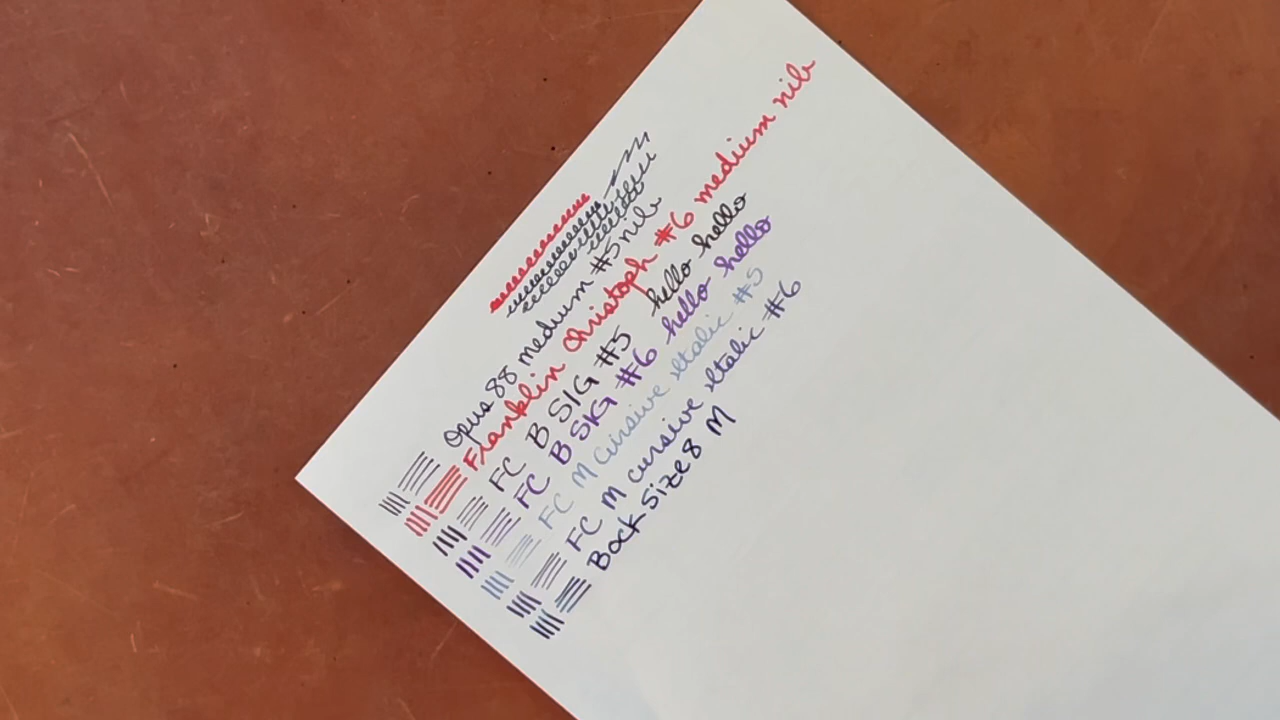 Opus 88 medium #5 nib
Franklin Christoph #6 medium nib
FC B SIG #5 hello hello
FC B SIG #6 hello hello
FC M cursive italic #5
FC M cursive italic #6
Bock size 8 M